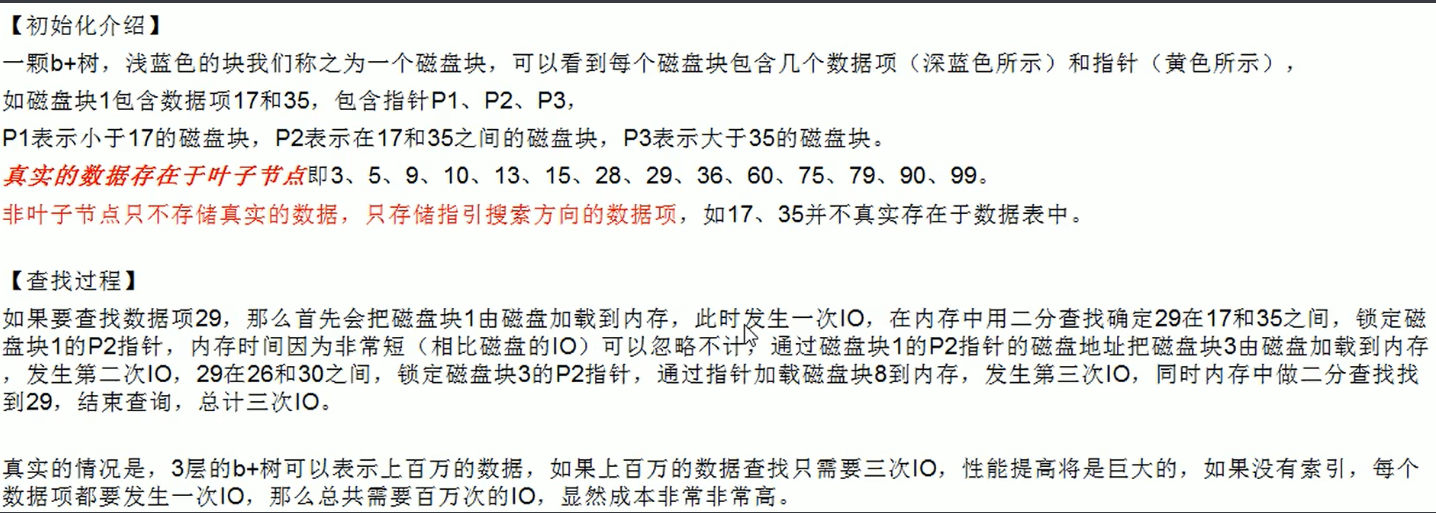 【初始化介绍】
一颗b+树，浅蓝色的块我们称之为一个磁盘块，可以看到每个磁盘块包含几个数据项（深蓝色所示）和指针（黄色所示），
如磁盘块1包含数据项17和35，包含指针P1、P2、P3，
P1表示小于17的磁盘块，P2表示在17和35之间的磁盘块，P3表示大于35的磁盘块。
真实的数据存在于叶子节点即3、5、9、10、13、15、28、29、36、60、75、79、90、99。
非叶子节点只不存储真实的数据，只存储指引搜索方向的数据项，如17、35并不真实存在于数据表中。
【查找过程】
如果要查找数据项29，那么首先会把磁盘块1由磁盘加载到内存，此时发生一次IO，在内存中用二分查找确定29在17和35之间，锁定磁
盘块1的P2指针，内存时间因为非常短（相比磁盘的IO）可以忽略不计，通过磁盘块1的P2指针的磁盘地址把磁盘块3由磁盘加载到内存
，发生第二次IO，29在26和30之间，锁定磁盘块3的P2指针，通过指针加载磁盘块8到内存，发生第三次IO，同时内存中做二分查找找
到29，结束查询，总计三次IO。
真实的情况是，3层的b+树可以表示上百万的数据，如果上百万的数据查找只需要三次IO，性能提高将是巨大的，如果没有索引，每个
数据项都要发生一次IO，那么总共需要百万次的IO，显然成本非常非常高。